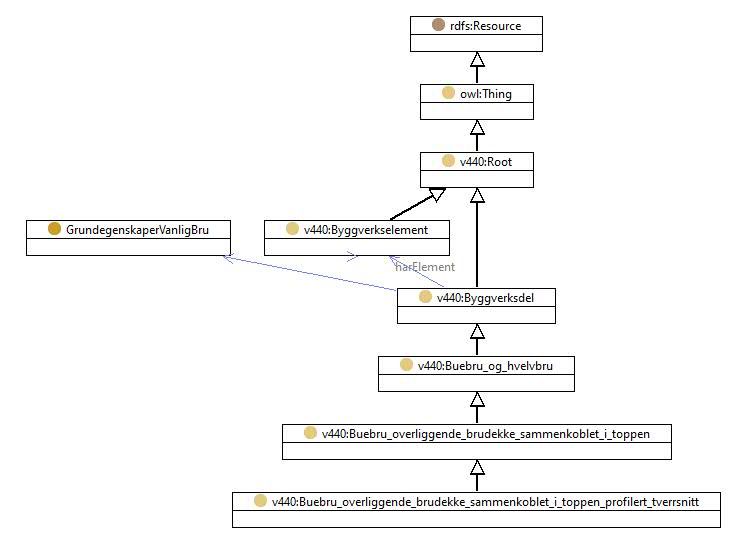 rdfs:Resource
owl:Thing
v440:Root
GrundegenskaperVanligBru
v440:Byggverkselement
harElement
v440:Byggverksdel
v440:Buebru_og_hvelvbru
v440:Buebru_overliggende_brudekke_sammenkoblet_i_toppen
v440:Buebru_overliggende_brudekke_sammenkoblet_i_toppen_profilert_tverrsnitt